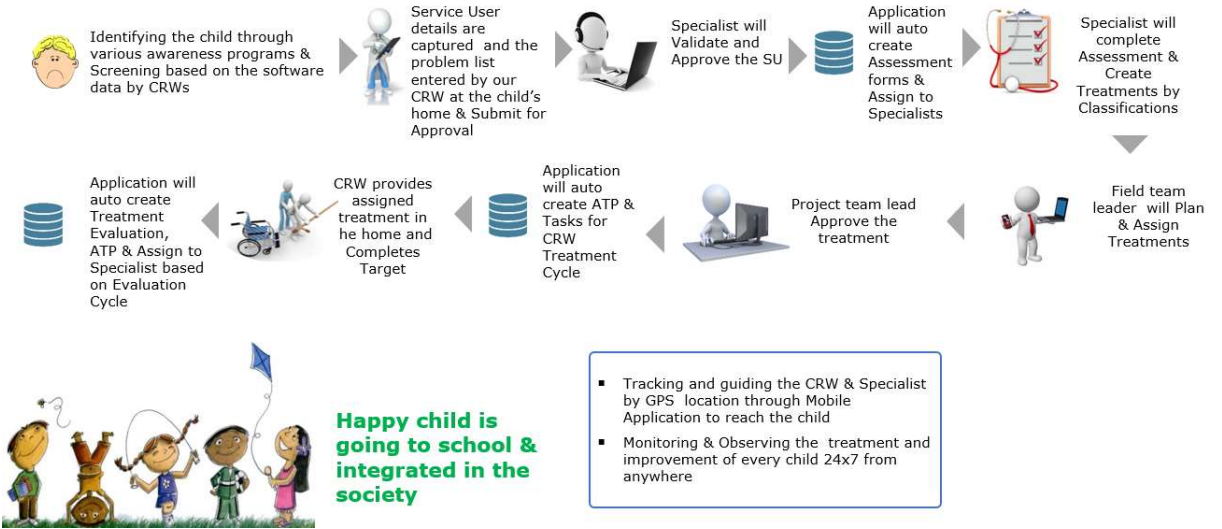 Identifying the child through
various awareness programs &
Screening based on the software
data by CRWs
Service User
details are
captured and the
problem list
entered by our
CRW at the child's
home & Submit for
Approval
Specialist will
Validate and
Approve the SU
Application
will auto
create
Assessment
forms &
Assign to
Specialists
Specialist will
complete
Assessment &
Create
Treatments by
Classifications
Field team
leader will Plan
& Assign
Treatments
Project team lead
Approve the
treatment
Application
will auto
create ATP &
Tasks for
CRW
Treatment
Cycle
CRW provides
assigned
treatment in
he home and
Completes
Target
Application will
auto create
Treatment
Evaluation,
ATP & Assign to
Specialist based
on Evaluation
Cycle
Happy child is
going to school &
integrated in the
society
▪ Tracking and guiding the CRW & Specialist
by GPS location through Mobile
Application to reach the child
▪ Monitoring & Observing the treatment and
improvement of every child 24x7 from
anywhere